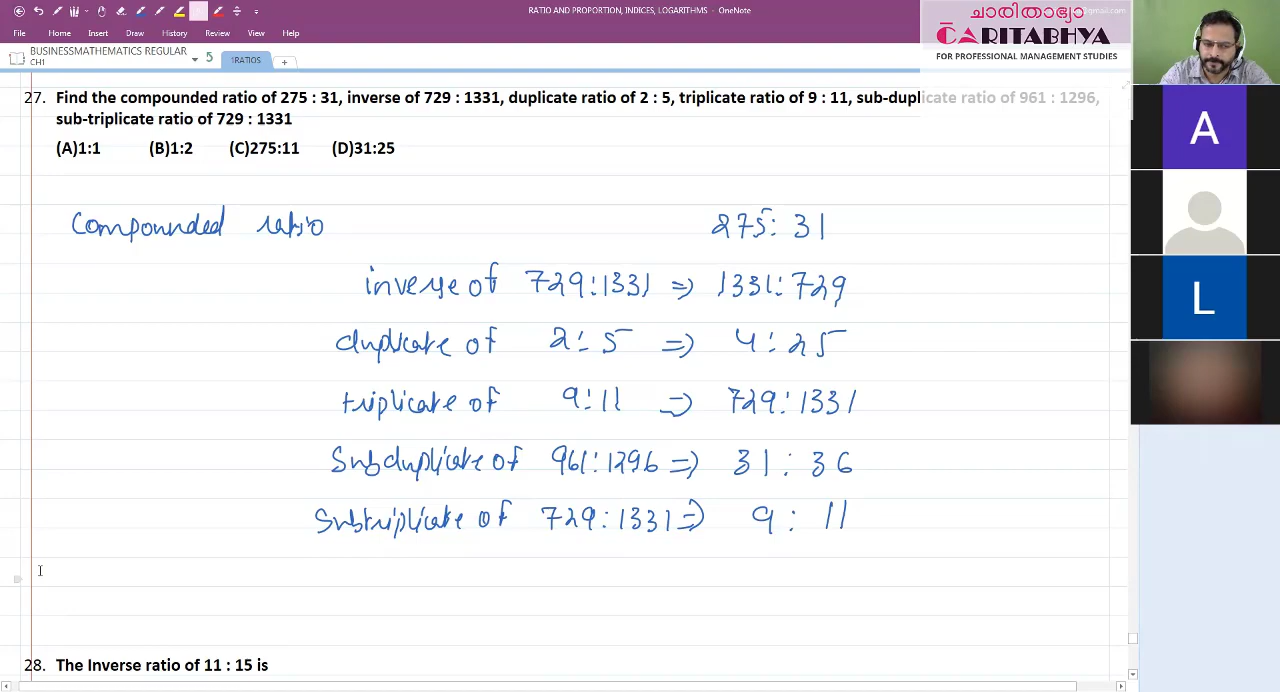 RATIO AND PROPORTION, INDICES, LOGARITHMS - OneNote
File Home Insert Draw History Review View Help
ചാരിതാഭ്യാ
CARITABHYA
FOR PROFESSIONAL MANAGEMENT STUDIES
BUSINESSMATHEMATICS REGULAR
CH1
5
1RATIOS
27. Find the compounded ratio of 275 : 31, inverse of 729 : 1331, duplicate ratio of 2 : 5, triplicate ratio of 9 : 11, sub-duplicate ratio of 961 : 1296,
sub-triplicate ratio of 729 : 1331
(A)1:1 (B)1:2 (C)275:11 (D)31:25
Compounded ratio 275 : 31
inverse of 729 : 1331 => 1331 : 729
duplicate of 2 : 5 => 4 : 25
triplicate of 9 : 11 => 729 : 1331
Subduplicate of 961 : 1296 => 31 : 36
Subtriplicate of 729 : 1331 => 9 : 11
28. The Inverse ratio of 11 : 15 is
A
L